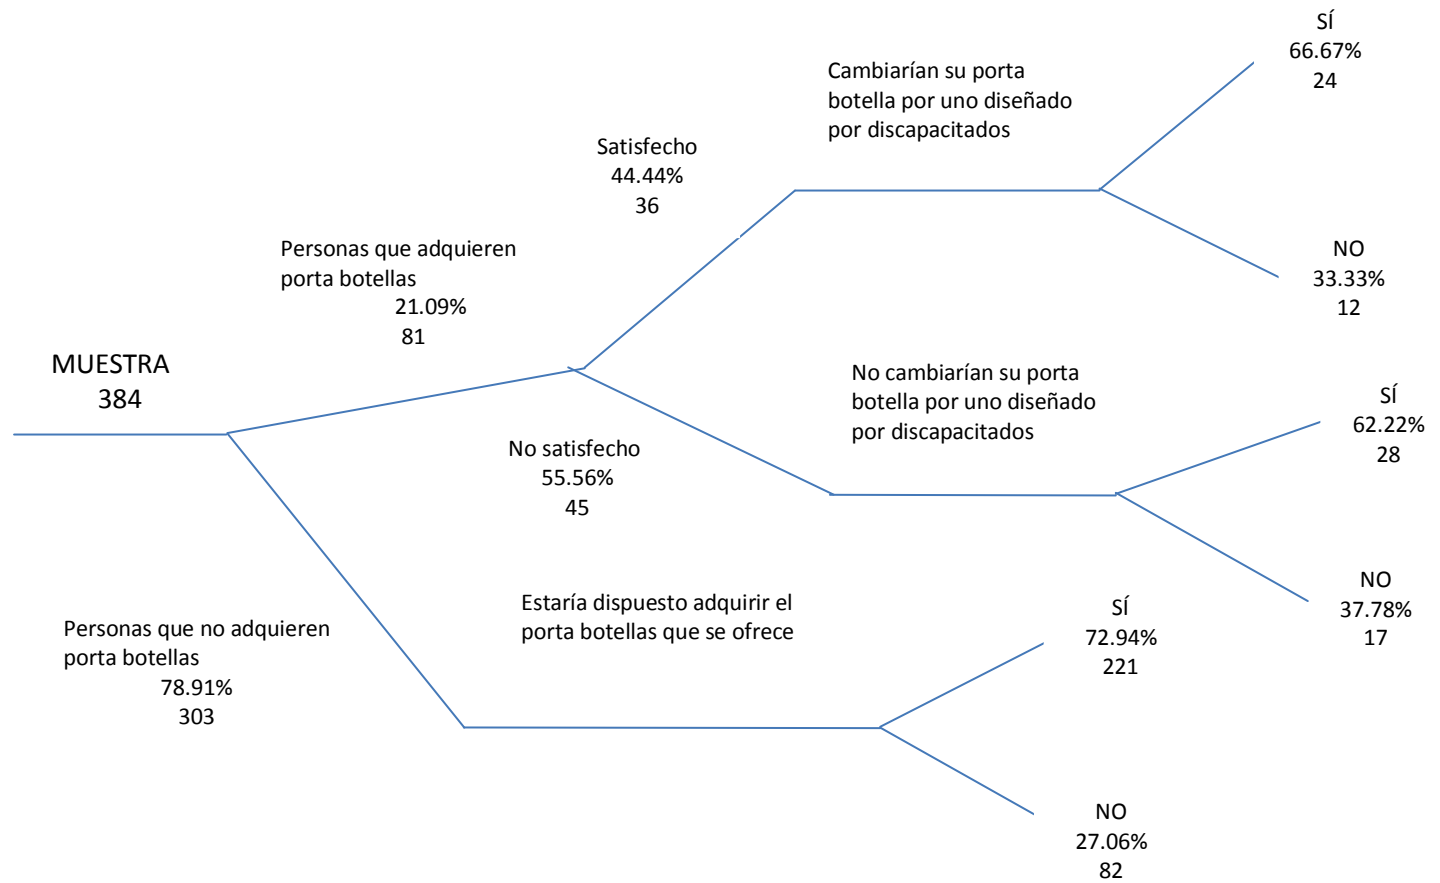 MUESTRA
384
Personas que adquieren
porta botellas
21.09%
81
Satisfecho
44.44%
36
Cambiarían su porta
botella por uno diseñado
por discapacitados
SÍ
66.67%
24
NO
33.33%
12
No satisfecho
55.56%
45
No cambiarían su porta
botella por uno diseñado
por discapacitados
SÍ
62.22%
28
NO
37.78%
17
Personas que no adquieren
porta botellas
78.91%
303
Estaría dispuesto adquirir el
porta botellas que se ofrece
SÍ
72.94%
221
NO
27.06%
82